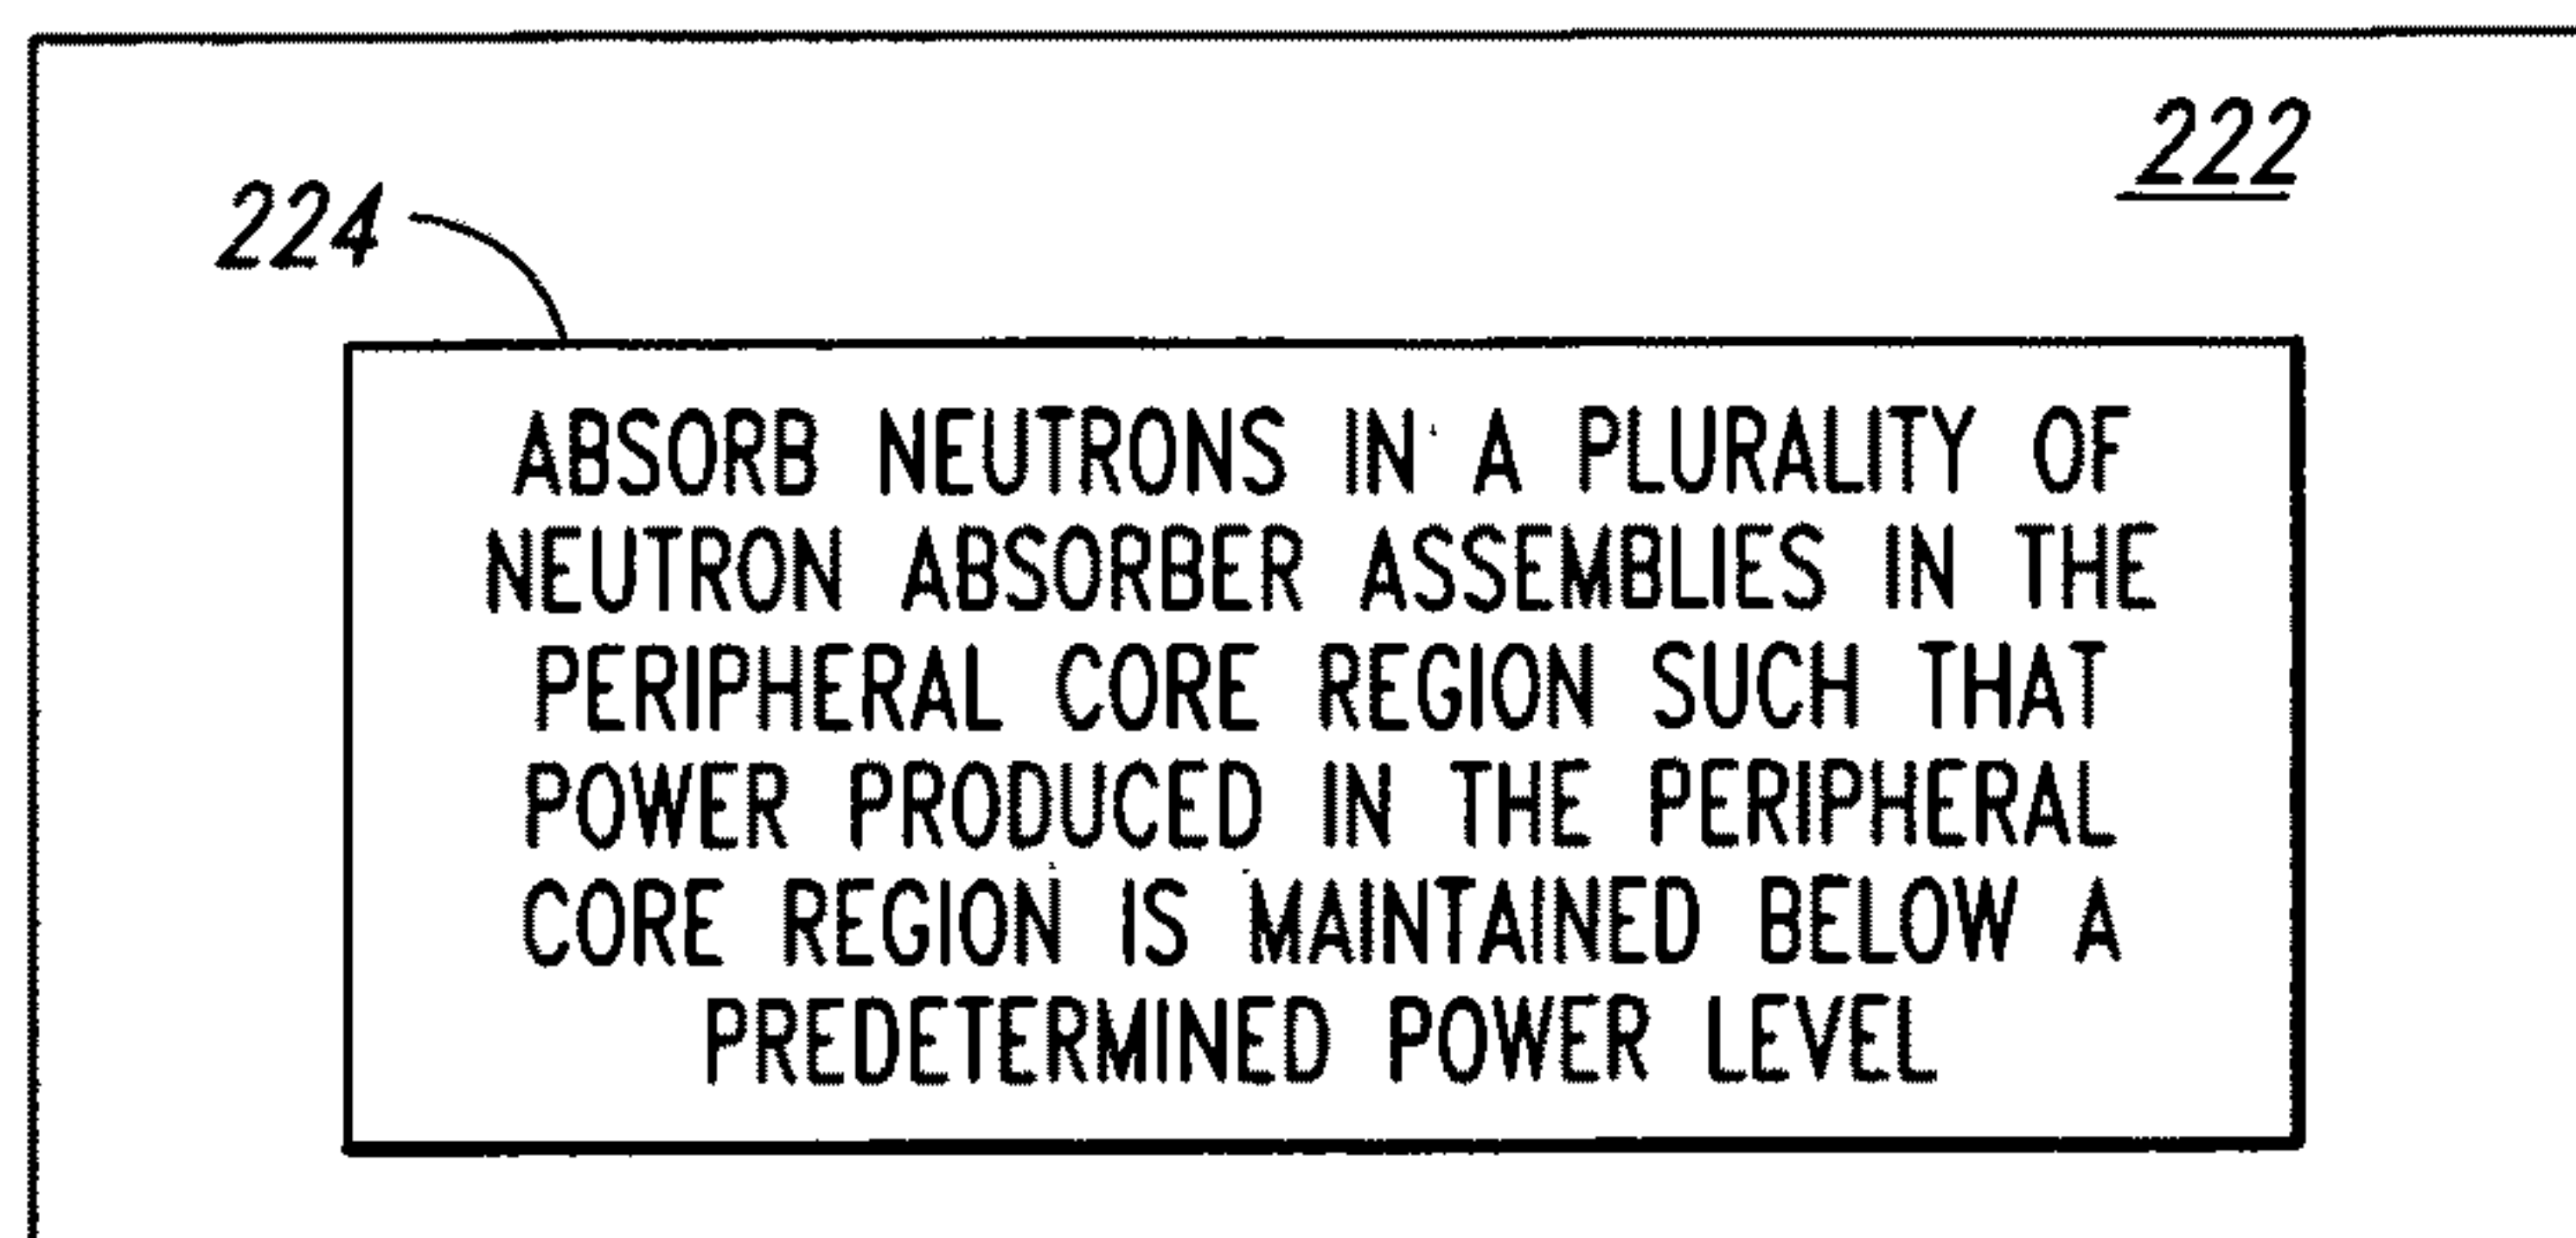 222
224
ABSORB NEUTRONS IN A PLURALITY OF
NEUTRON ABSORBER ASSEMBLIES IN THE
PERIPHERAL CORE REGION SUCH THAT
POWER PRODUCED IN THE PERIPHERAL
CORE REGION IS MAINTAINED BELOW A
PREDETERMINED POWER LEVEL